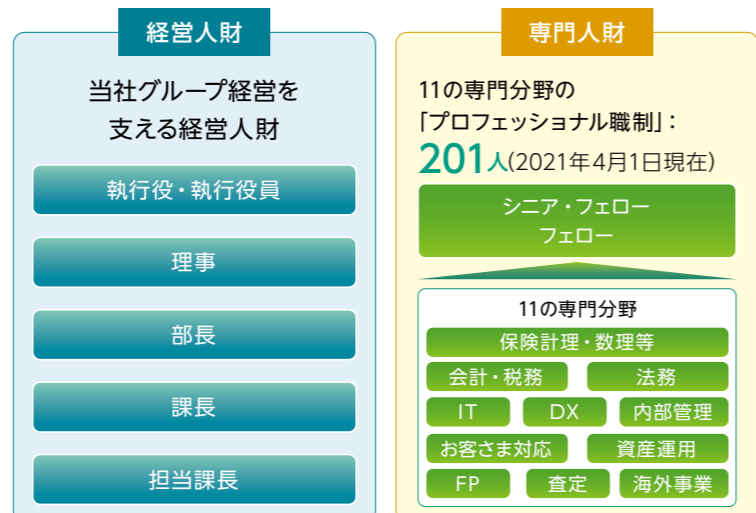 経営人財
当社グループ経営を
支える経営人財
執行役・執行役員
理事
部長
課長
担当課長
専門人財
11の専門分野の
「プロフェッショナル職制」：
201人(2021年4月1日現在)
シニア・フェロー
フェロー
11の専門分野
保険計理・数理等
会計・税務 法務
IT DX 内部管理
お客さま対応 資産運用
FP 査定 海外事業